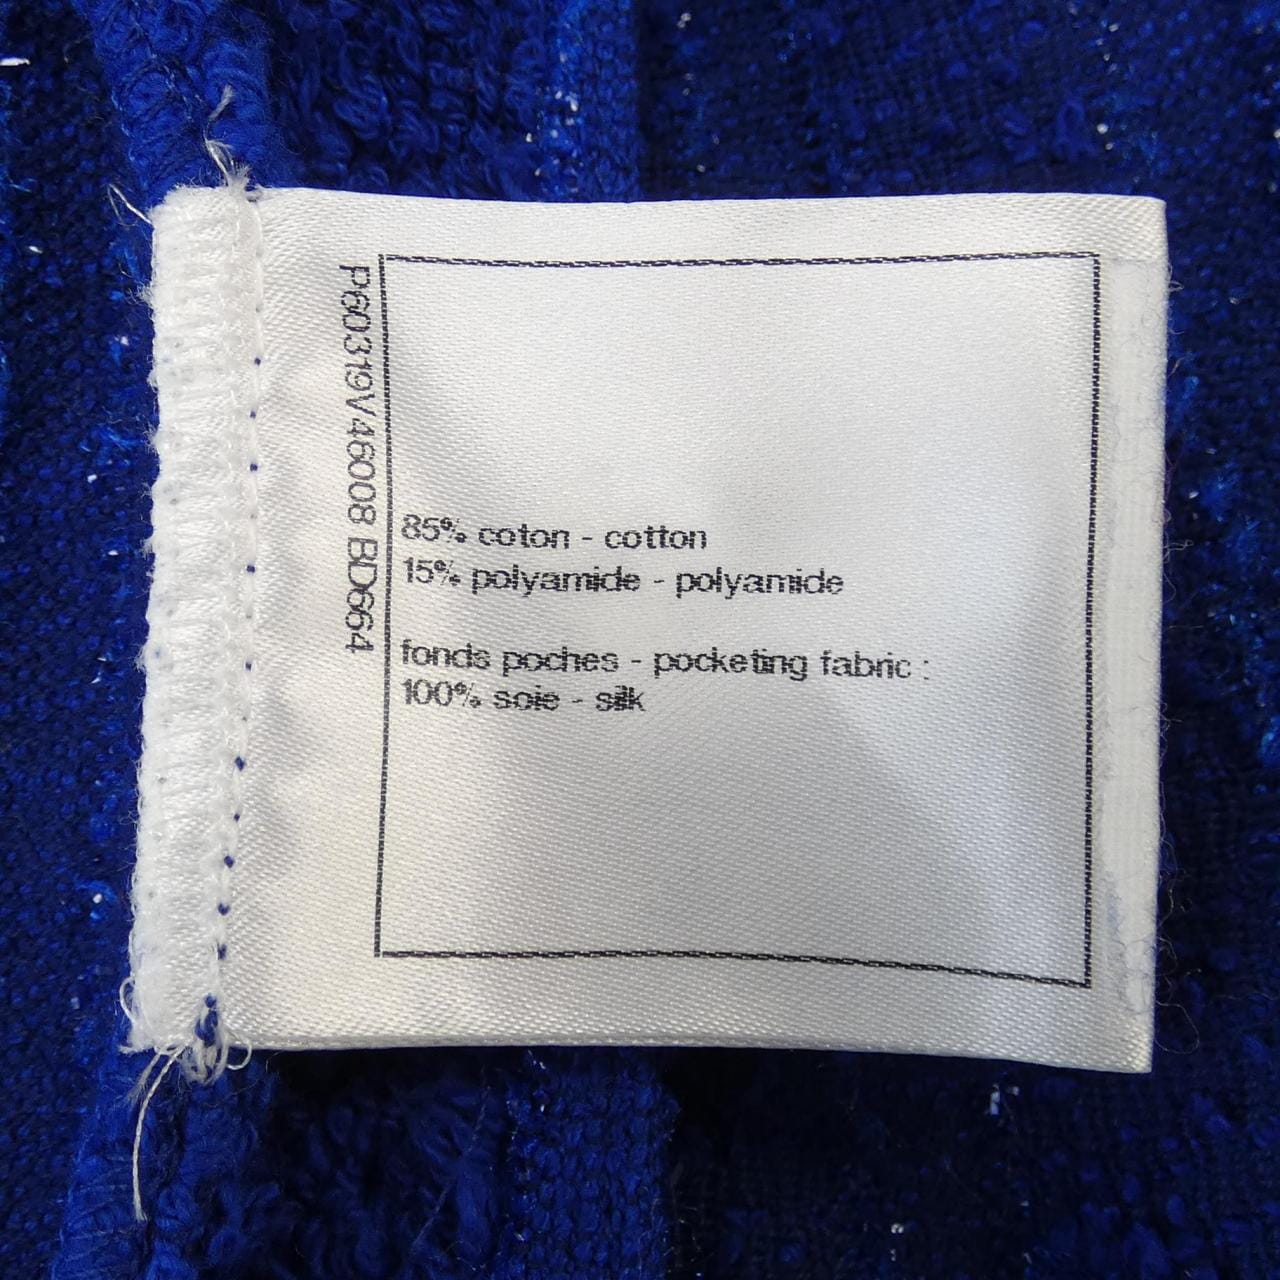 P60319V46008 BD664
85% coton - cotton
15% polyamide - polyamide
fonds poches - pocketing fabric :
100% soie - silk